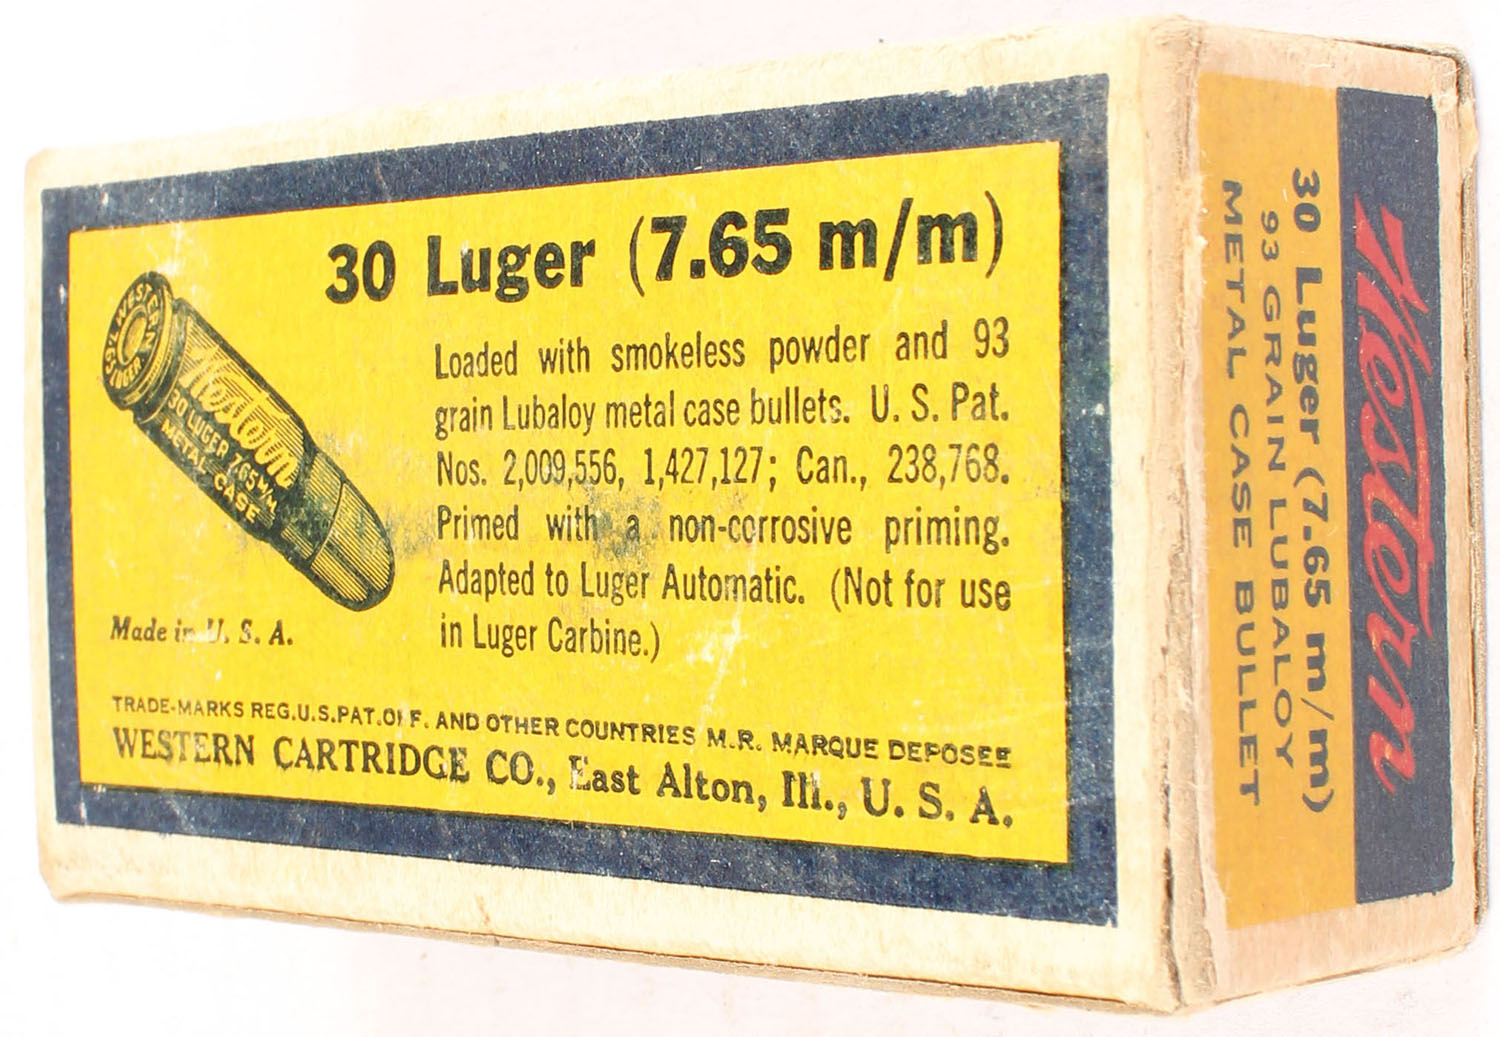 30 Luger (7.65 m/m)
Loaded with smokeless powder and 93
grain Lubaloy metal case bullets. U. S. Pat.
Nos. 2,009,556, 1,427,127; Can., 238,768.
Primed with a non-corrosive priming.
Adapted to Luger Automatic. (Not for use
in Luger Carbine.)
WESTERN
LUGER
Western
30 LUGER 7.65 M/M.
METAL CASE
Made in U. S. A.
TRADE-MARKS REG.U.S.PAT.OFF. AND OTHER COUNTRIES M.R. MARQUE DEPOSEE
WESTERN CARTRIDGE CO., East Alton, Ill., U. S. A.
Western
30 Luger (7.65 m/m)
93 GRAIN LUBALOY
METAL CASE BULLET